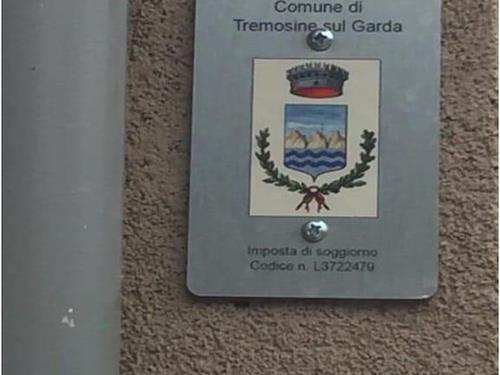 Comune di
Tremosine sul Garda
Imposta di soggiorno
Codice n. L3722479